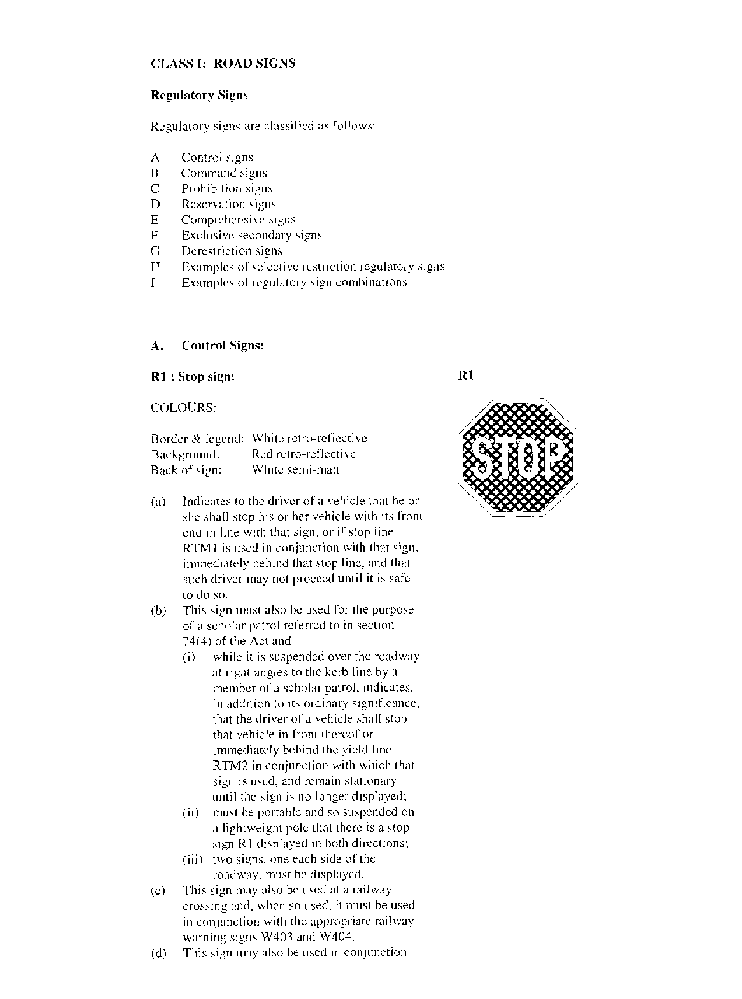 CLASS I: ROAD SIGNS
Regulatory Signs
Regulatory signs are classified as follows:
A Control signs
B Command signs
C Prohibition signs
D Reservation signs
E Comprehensive signs
F Exclusive secondary signs
G Derestriction signs
H Examples of selective restriction regulatory signs
I Examples of regulatory sign combinations
A. Control Signs:
R1 : Stop sign:
R1
COLOURS:
Border & legend: White retro-reflective
Background: Red retro-reflective
Back of sign: White semi-matt
STOP
(a) Indicates to the driver of a vehicle that he or
she shall stop his or her vehicle with its front
end in line with that sign, or if stop line
RTM1 is used in conjunction with that sign,
immediately behind that stop line, and that
such driver may not proceed until it is safe
to do so.
(b) This sign must also be used for the purpose
of a scholar patrol referred to in section
74(4) of the Act and -
(i) while it is suspended over the roadway
at right angles to the kerb line by a
member of a scholar patrol, indicates,
in addition to its ordinary significance,
that the driver of a vehicle shall stop
that vehicle in front thereof or
immediately behind the yield line
RTM2 in conjunction with which that
sign is used, and remain stationary
until the sign is no longer displayed;
(ii) must be portable and so suspended on
a lightweight pole that there is a stop
sign R1 displayed in both directions;
(iii) two signs, one each side of the
roadway, must be displayed.
(c) This sign may also be used at a railway
crossing and, when so used, it must be used
in conjunction with the appropriate railway
warning signs W403 and W404.
(d) This sign may also be used in conjunction